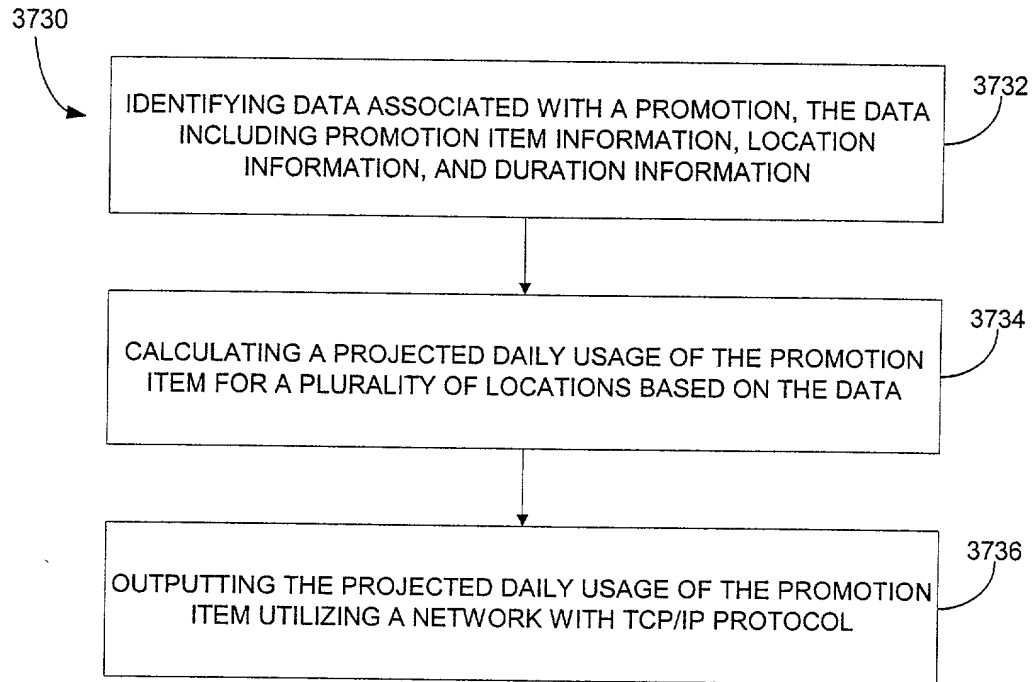 3730
3732
IDENTIFYING DATA ASSOCIATED WITH A PROMOTION, THE DATA
INCLUDING PROMOTION ITEM INFORMATION, LOCATION
INFORMATION, AND DURATION INFORMATION
3734
CALCULATING A PROJECTED DAILY USAGE OF THE PROMOTION
ITEM FOR A PLURALITY OF LOCATIONS BASED ON THE DATA
3736
OUTPUTTING THE PROJECTED DAILY USAGE OF THE PROMOTION
ITEM UTILIZING A NETWORK WITH TCP/IP PROTOCOL